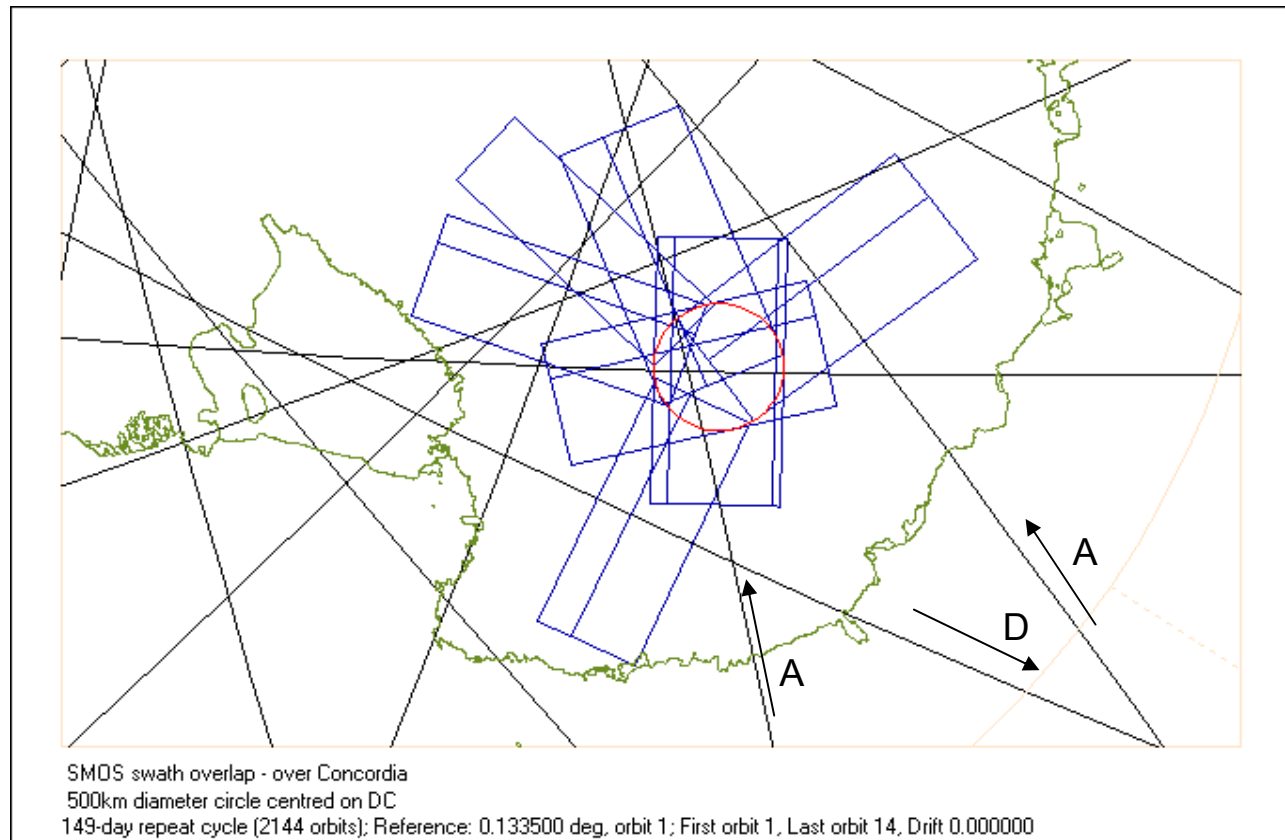 A
D
A
SMOS swath overlap - over Concordia
500km diameter circle centred on DC
149-day repeat cycle (2144 orbits); Reference: 0.133500 deg, orbit 1; First orbit 1, Last orbit 14, Drift 0.000000